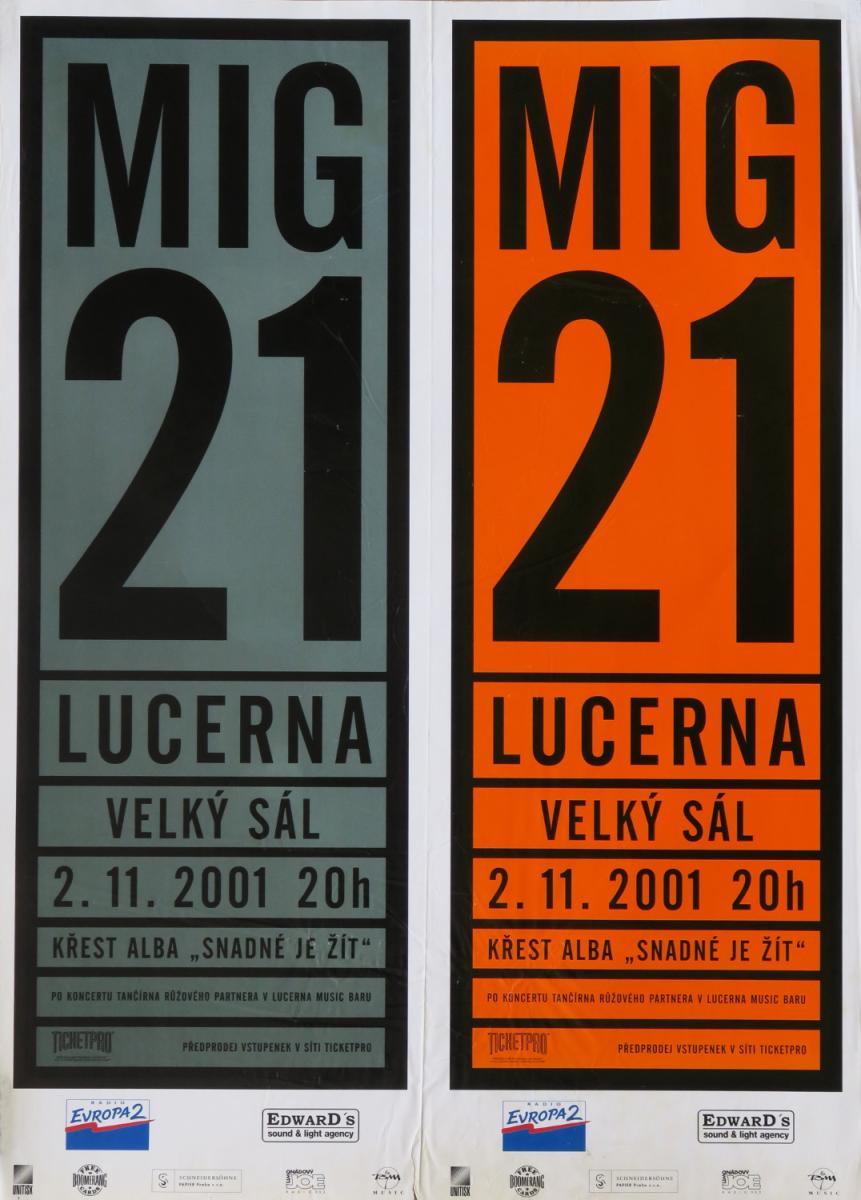 MIG
21
LUCERNA
VELKÝ SÁL
2. 11. 2001 20h
KŘEST ALBA „SNADNÉ JE ŽÍT“
PO KONCERTU TANČÍRNA RŮŽOVÉHO PARTNERA V LUCERNA MUSIC BARU
TICKETPRO
PŘEDPRODEJ VSTUPENEK V SÍTI TICKETPRO
RADIO
EVROPA 2
EDWARD'S
sound & light agency
UNITISK
FREE
BOOMERANG
CARDS
SCHNEIDERSÖHNE
PAPIER Praha s.r.o.
MUSIC
MIG
21
LUCERNA
VELKÝ SÁL
2. 11. 2001 20h
KŘEST ALBA „SNADNÉ JE ŽÍT“
PO KONCERTU TANČÍRNA RŮŽOVÉHO PARTNERA V LUCERNA MUSIC BARU
TICKETPRO
PŘEDPRODEJ VSTUPENEK V SÍTI TICKETPRO
RADIO
EVROPA 2
EDWARD'S
sound & light agency
UNITISK
FREE
BOOMERANG
CARDS
SCHNEIDERSÖHNE
PAPIER Praha s.r.o.
MUSIC